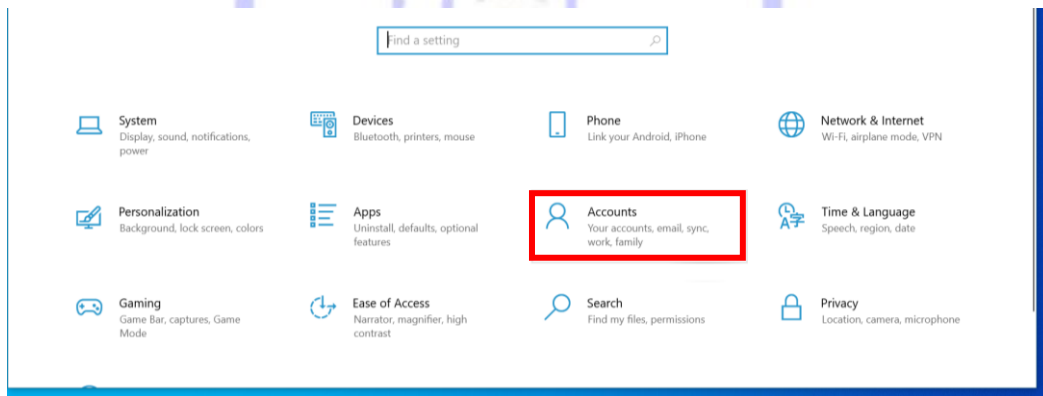 Find a setting
System
Display, sound, notifications,
power
Devices
Bluetooth, printers, mouse
Phone
Link your Android, iPhone
Network & Internet
Wi-Fi, airplane mode, VPN
Personalization
Background, lock screen, colors
Apps
Uninstall, defaults, optional
features
Accounts
Your accounts, email, sync,
work, family
Time & Language
Speech, region, date
Gaming
Game Bar, captures, Game
Mode
Ease of Access
Narrator, magnifier, high
contrast
Search
Find my files, permissions
Privacy
Location, camera, microphone